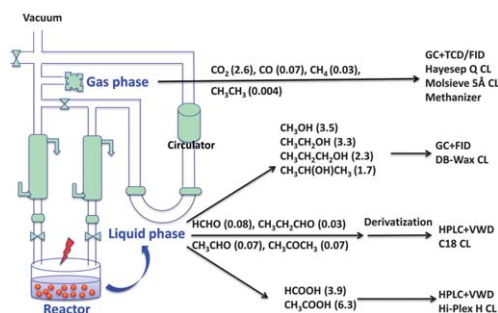 Vacuum
Gas phase
CO₂ (2.6), CO (0.07), CH₄ (0.03),
CH₃CH₃ (0.004)
GC+TCD/FID
Hayesep Q CL
Molsieve 5Å CL
Methanizer
Circulator
CH₃OH (3.5)
CH₃CH₂OH (3.3)
CH₃CH₂CH₂OH (2.3)
CH₃CH(OH)CH₃ (1.7)
GC+FID
DB-Wax CL
Liquid phase
HCHO (0.08), CH₃CH₂CHO (0.03)
CH₃CHO (0.07), CH₃COCH₃ (0.07)
Derivatization
HPLC+VWD
C18 CL
HCOOH (3.9)
CH₃COOH (6.3)
HPLC+VWD
Hi-Plex H CL
Reactor